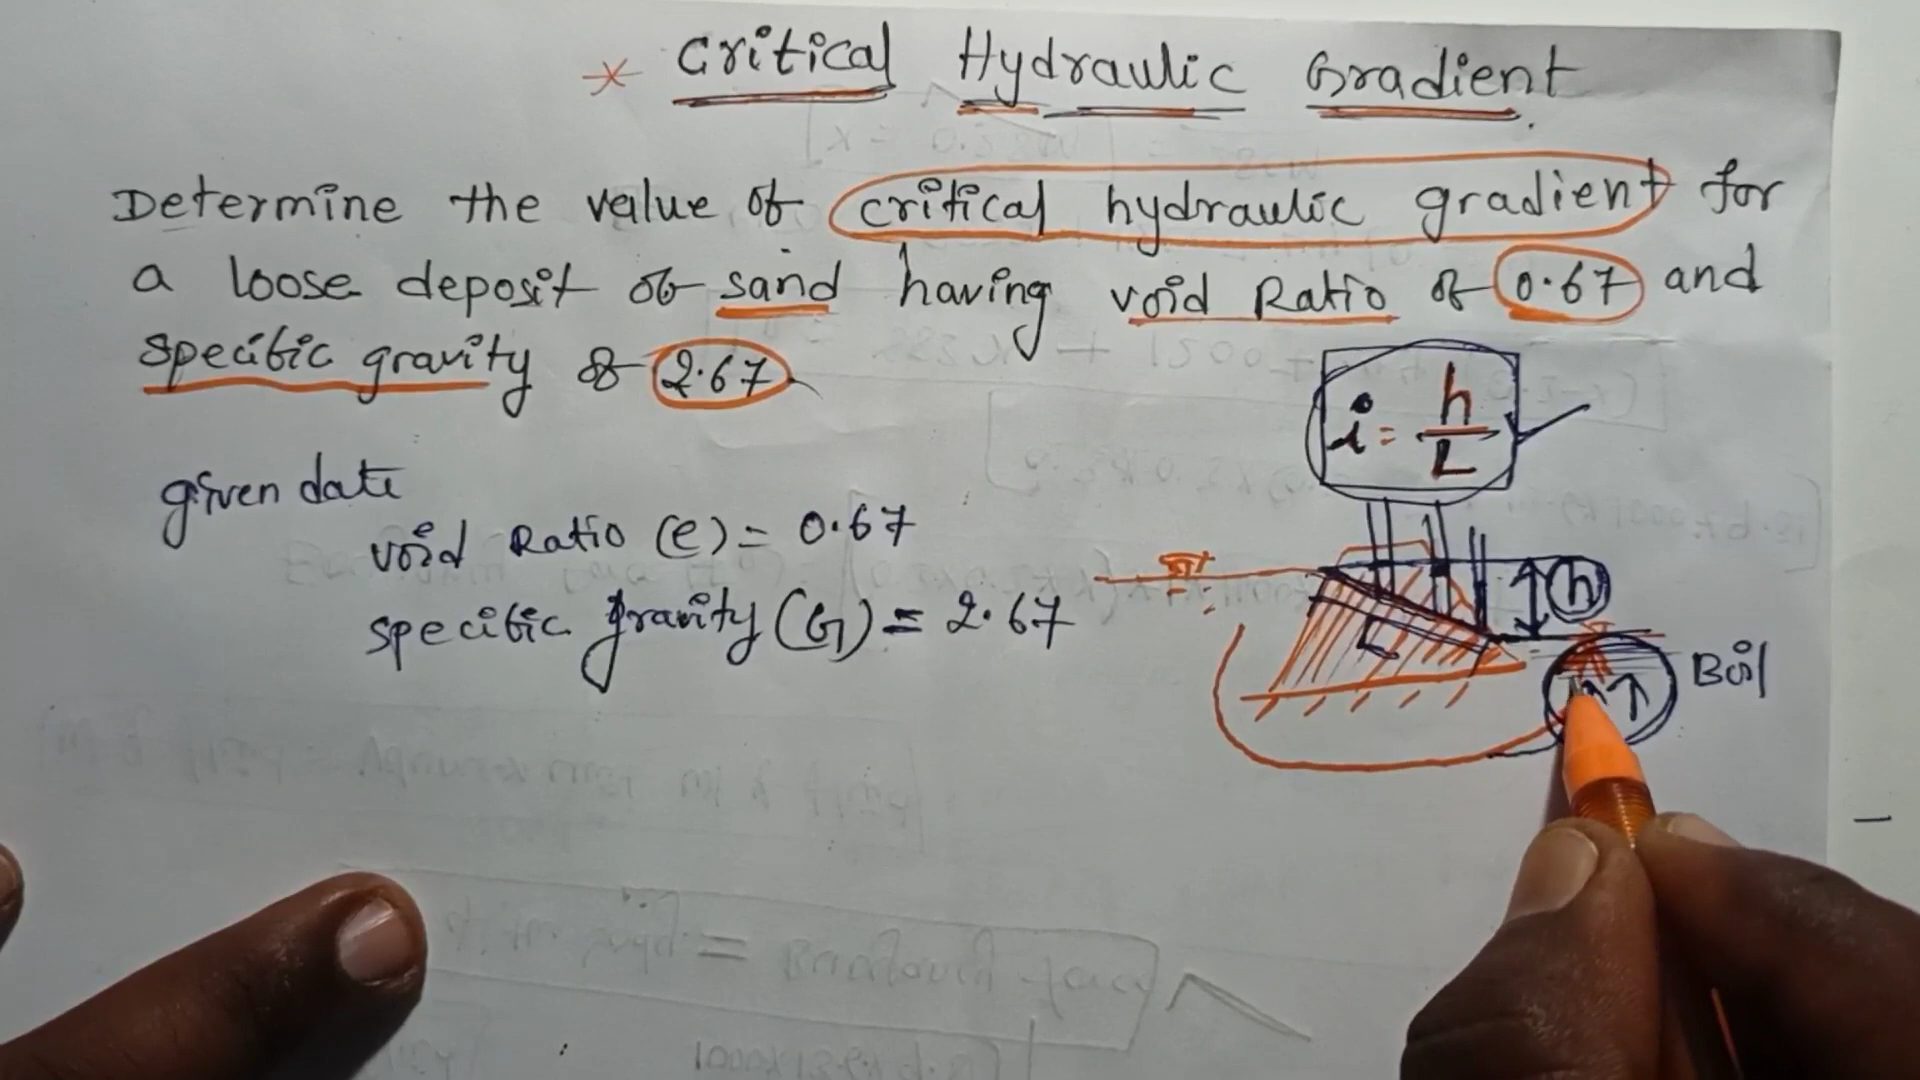 * Critical Hydraulic Gradient
Determine the value of critical hydraulic gradient for
a loose deposit of sand having void Ratio of 0.67 and
specific gravity of 2.67
i = h/L
given date
void Ratio (e) = 0.67
specific gravity (G) = 2.67
h
L
Boil